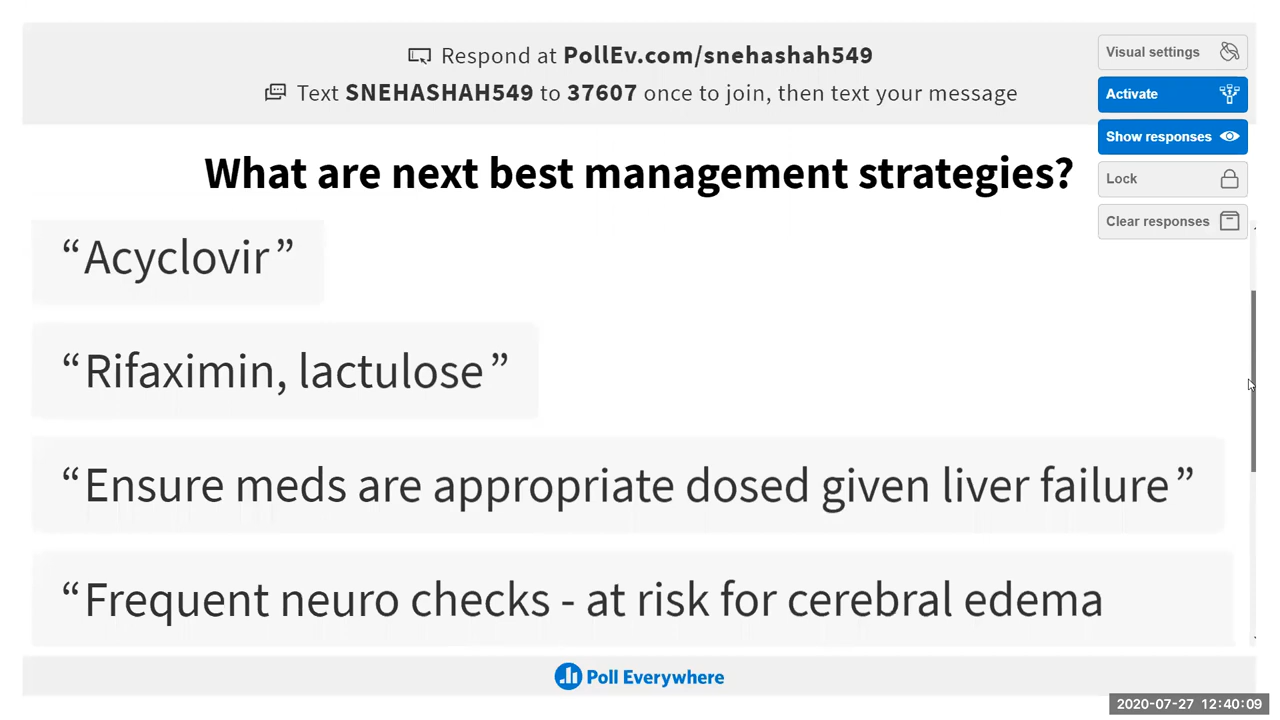 Respond at PollEv.com/snehashah549
Text SNEHASHAH549 to 37607 once to join, then text your message
Visual settings
Activate
Show responses
Lock
Clear responses
What are next best management strategies?
“Acyclovir”
“Rifaximin, lactulose”
“Ensure meds are appropriate dosed given liver failure”
“Frequent neuro checks - at risk for cerebral edema
Poll Everywhere
2020-07-27 12:40:09